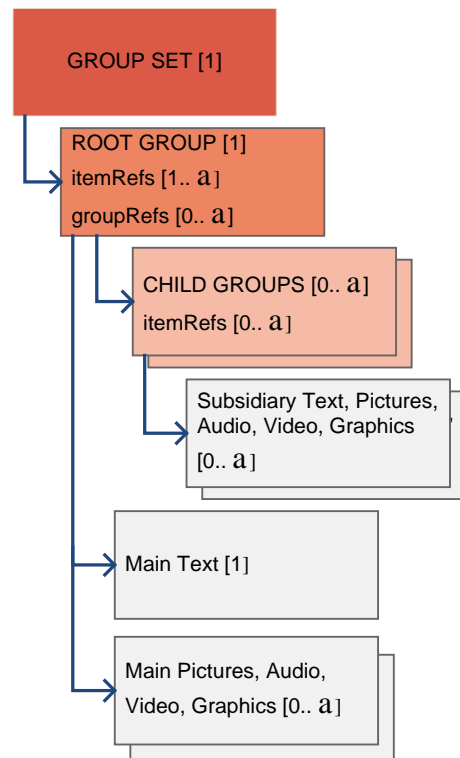 GROUP SET [1]
ROOT GROUP [1]
itemRefs [1.. a]
groupRefs [0.. a]
CHILD GROUPS [0.. a]
itemRefs [0.. a]
Subsidiary Text, Pictures,
Audio, Video, Graphics ,
[0.. a]
Main Text [1]
Main Pictures, Audio,
Video, Graphics [0.. a]